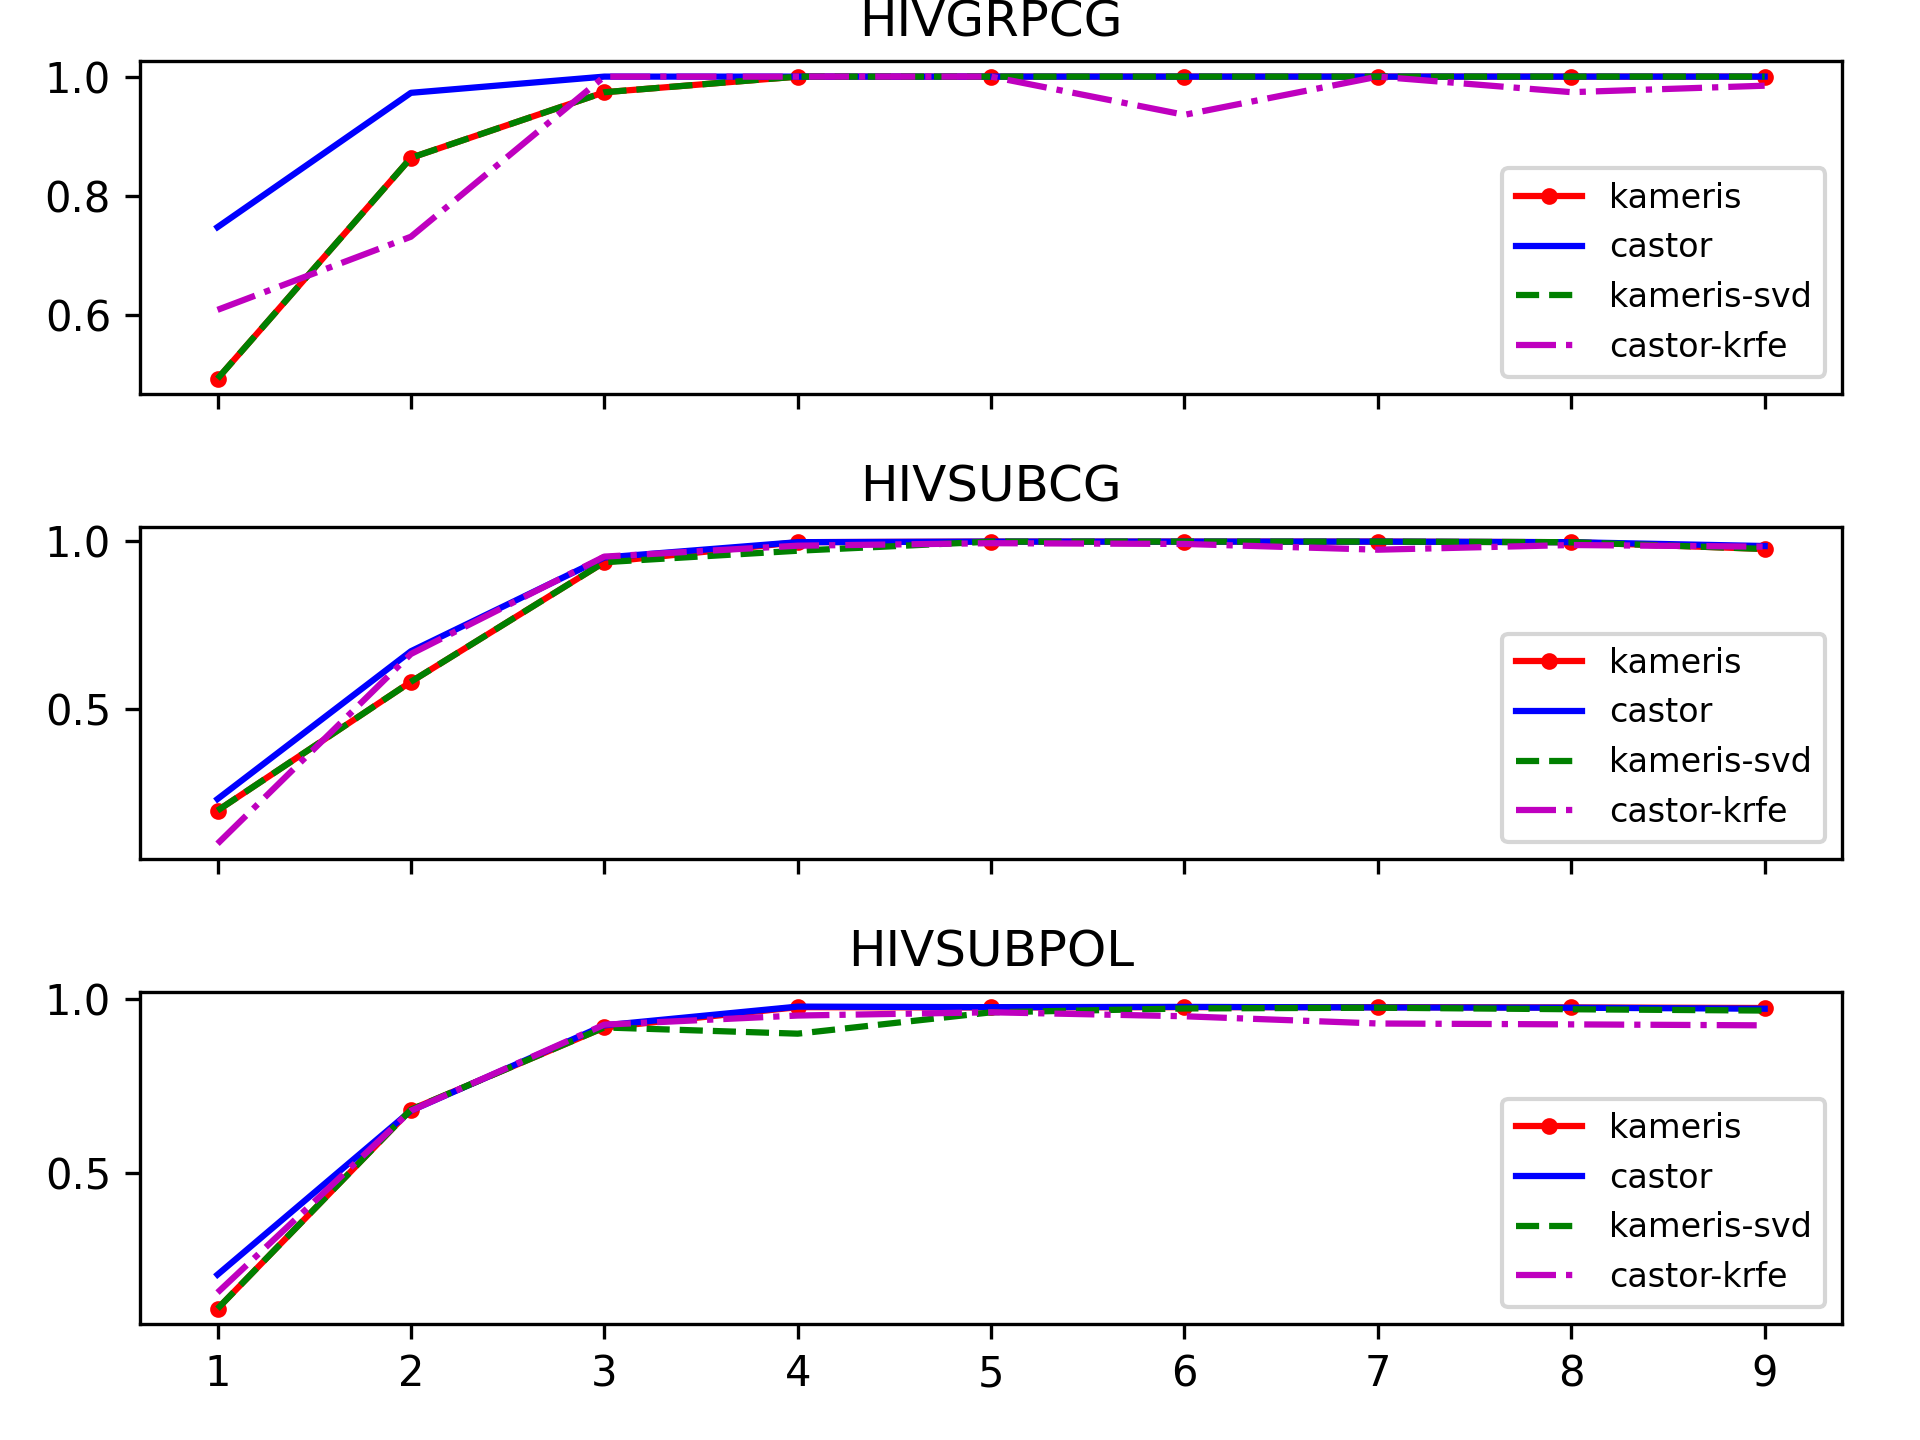 HIVGRPCG
1.0
0.8
0.6
kameris
castor
kameris-svd
castor-krfe
HIVSUBCG
1.0
0.5
kameris
castor
kameris-svd
castor-krfe
HIVSUBPOL
1.0
0.5
kameris
castor
kameris-svd
castor-krfe
1 2 3 4 5 6 7 8 9